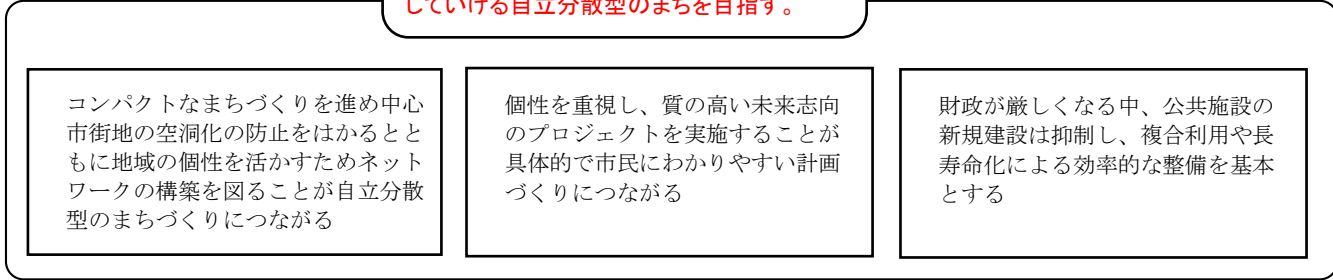 していける自立分散型のまちを目指す。
コンパクトなまちづくりを進め中心
市街地の空洞化の防止をはかるとと
もに地域の個性を活かすためネット
ワークの構築を図ることが自立分散
型のまちづくりにつながる
個性を重視し、質の高い未来志向
のプロジェクトを実施することが
具体的で市民にわかりやすい計画
づくりにつながる
財政が厳しくなる中、公共施設の
新規建設は抑制し、複合利用や長
寿命化による効率的な整備を基本
とする